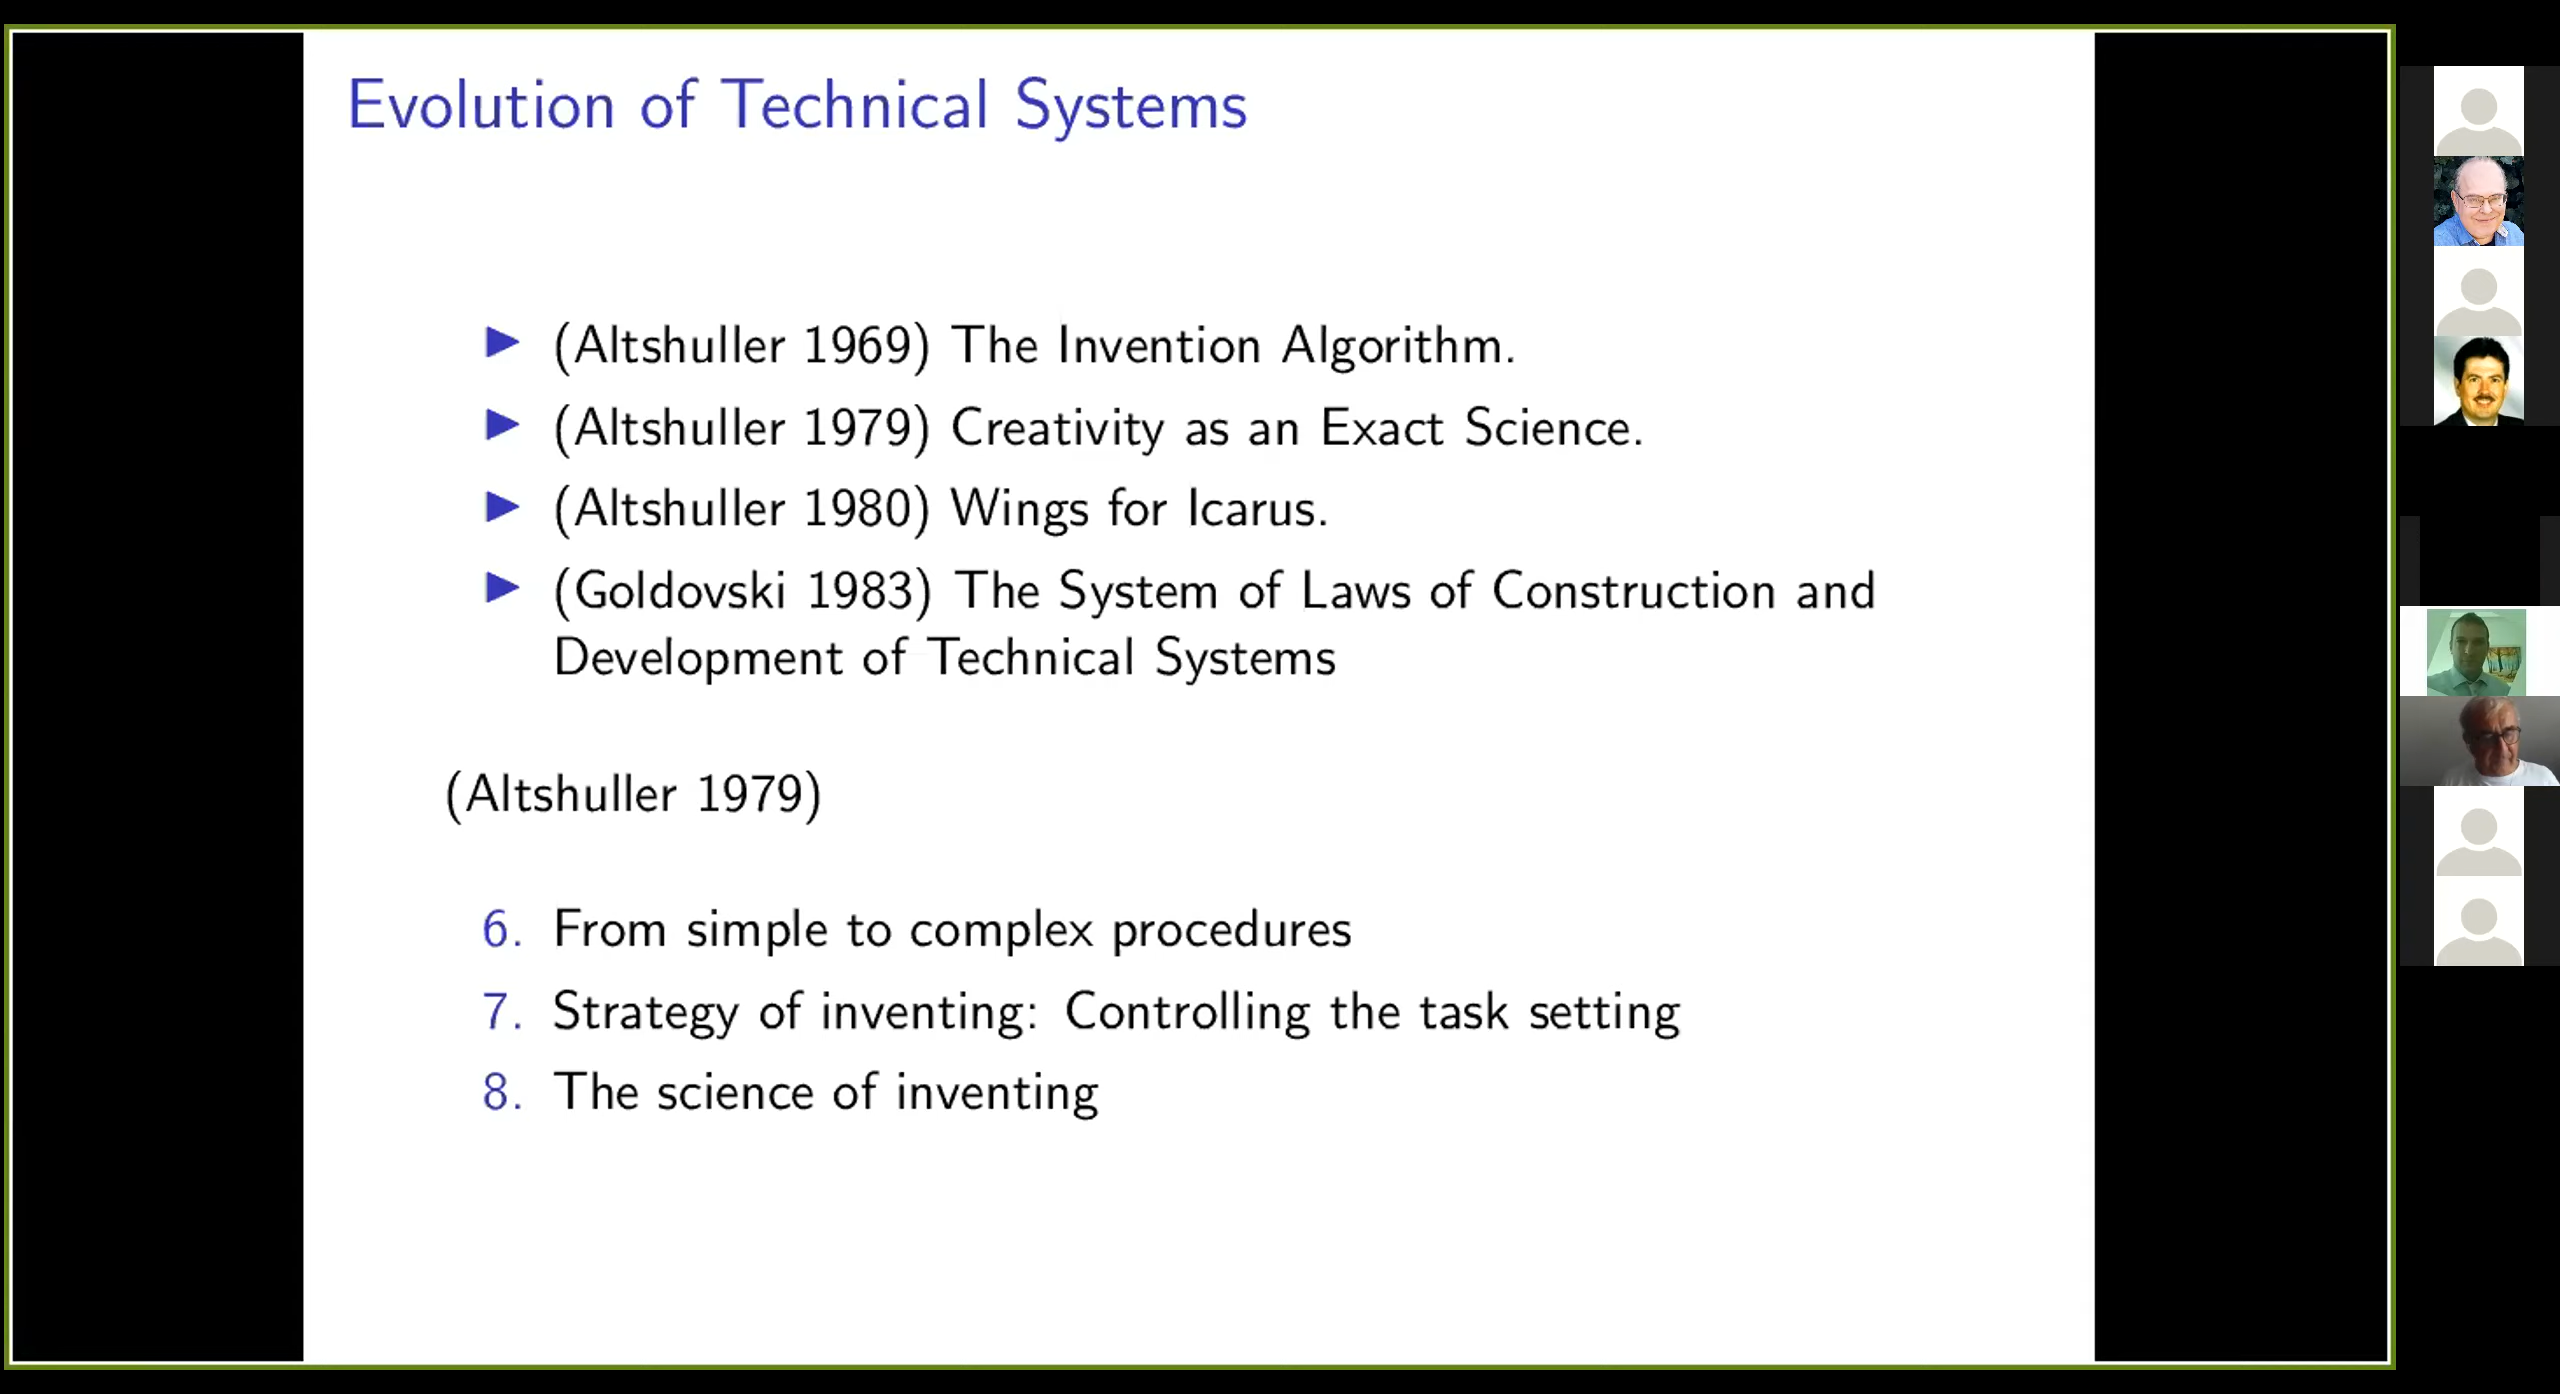 Evolution of Technical Systems
▶ (Altshuller 1969) The Invention Algorithm.
▶ (Altshuller 1979) Creativity as an Exact Science.
▶ (Altshuller 1980) Wings for Icarus.
▶ (Goldovski 1983) The System of Laws of Construction and
Development of Technical Systems
(Altshuller 1979)
6. From simple to complex procedures
7. Strategy of inventing: Controlling the task setting
8. The science of inventing